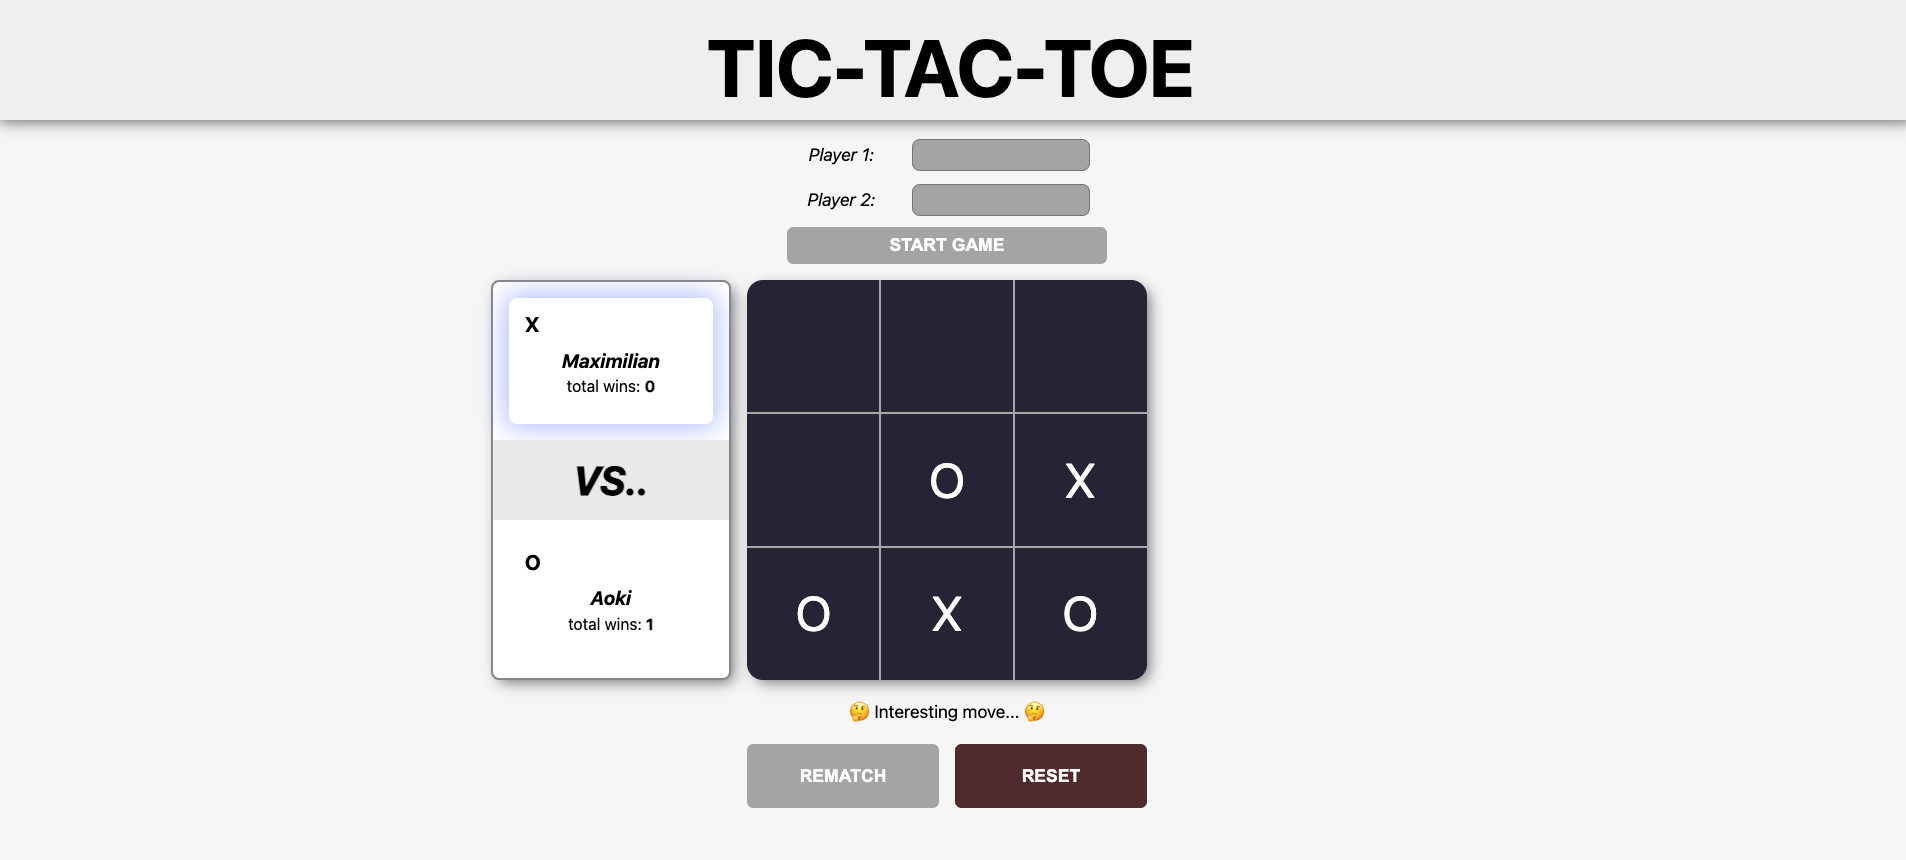 TIC-TAC-TOE
Player 1:
Player 2:
START GAME
X
Maximilian
total wins: 0
VS..
O
Aoki
total wins: 1
O X
O X O
🤔 Interesting move... 🤔
REMATCH RESET